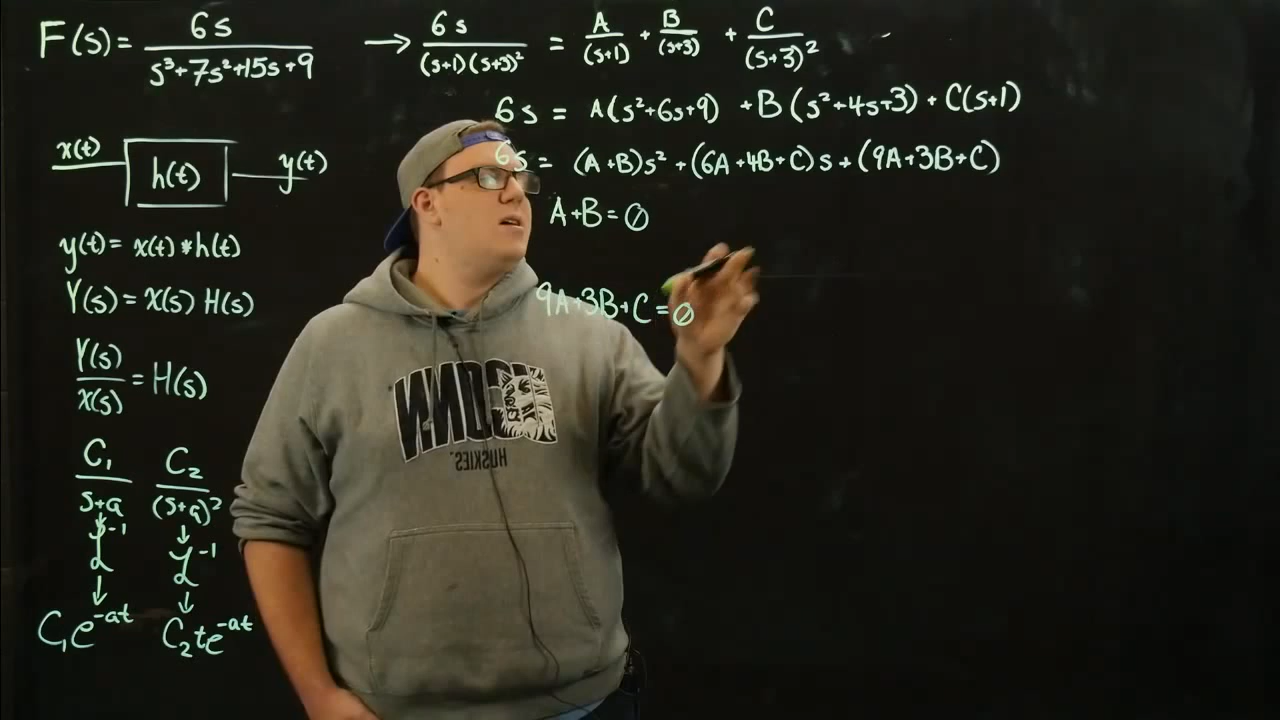 F(s) = 6s / (s³+7s²+15s+9) → 6s / ((s+1)(s+3)²) = A/(s+1) + B/(s+3) + C/(s+3)²
6s = A(s²+6s+9) + B(s²+4s+3) + C(s+1)
6s = (A+B)s² + (6A+4B+C)s + (9A+3B+C)
A+B = ∅
9A+3B+C = ∅
x(t) h(t) y(t)
y(t) = x(t) * h(t)
Y(s) = X(s) H(s)
Y(s)/X(s) = H(s)
C₁/(s+a) C₂/(s+a)²
↓ ↓
ℒ⁻¹ ℒ⁻¹
↓ ↓
C₁e^(-at) C₂te^(-at)
UCONN
HUSKIES